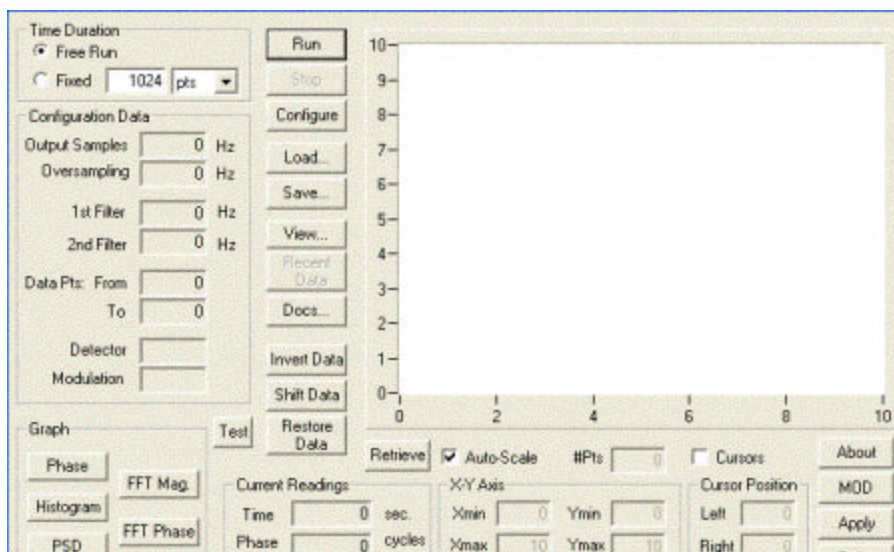 Time Duration
Free Run
Fixed 1024 pts
Configuration Data
Output Samples 0 Hz
Oversampling 0 Hz
1st Filter 0 Hz
2nd Filter 0 Hz
Data Pts: From 0
To 0
Detector
Modulation
Graph
Phase
FFT Mag.
Histogram
FFT Phase
PSD
Test
Run
Stop
Configure
Load...
Save...
View...
Recent
Data
Docs...
Invert Data
Shift Data
Restore
Data
10
9
8
7
6
5
4
3
2
1
0
0 2 4 6 8 10
Retrieve Auto-Scale #Pts 0 Cursors
Current Readings
Time 0 sec.
Phase 0 cycles
X-Y Axis
Xmin 0 Ymin 0
Xmax 10 Ymax 10
Cursor Position
Left 0
Right 0
About
MOD
Apply